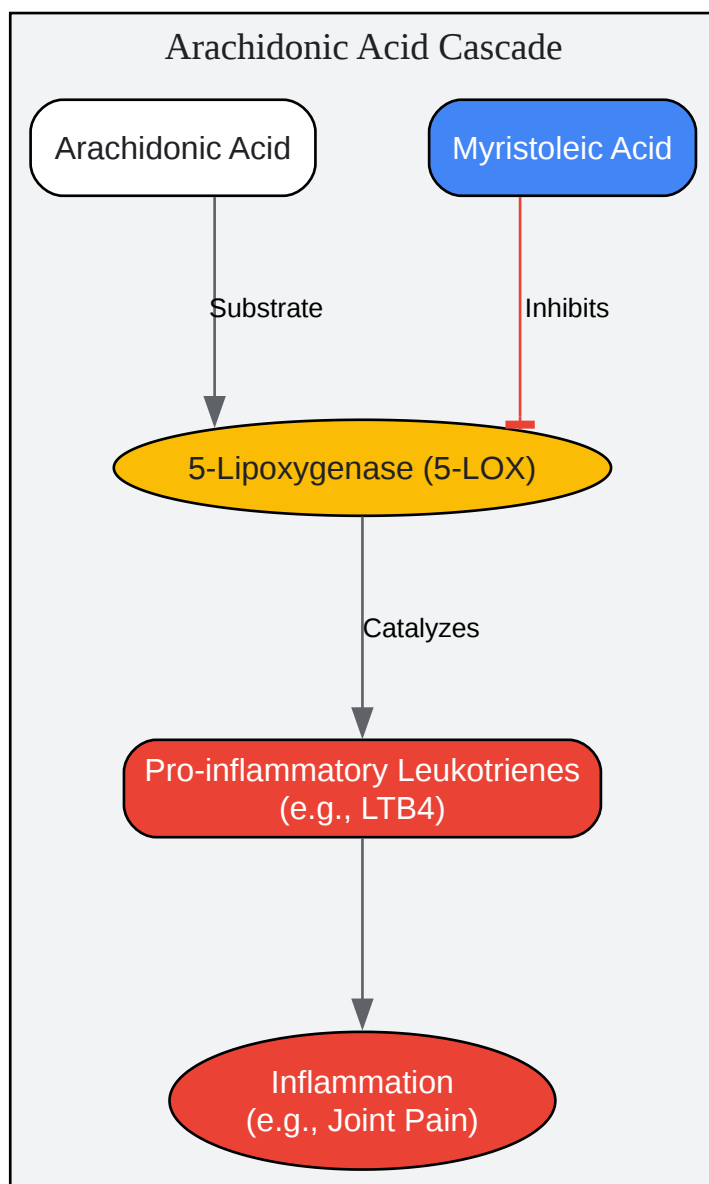 Arachidonic Acid Cascade
Arachidonic Acid
Myristoleic Acid
Substrate
Inhibits
5-Lipoxygenase (5-LOX)
Catalyzes
Pro-inflammatory Leukotrienes
(e.g., LTB4)
Inflammation
(e.g., Joint Pain)